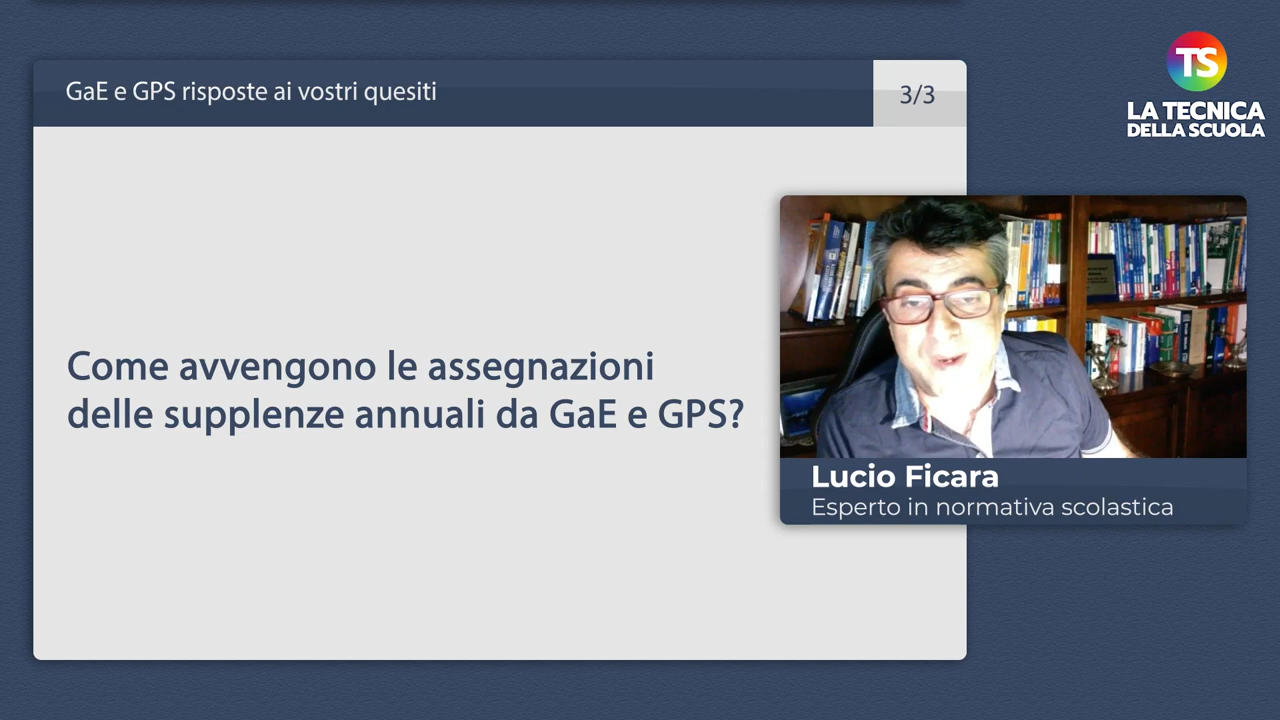 GaE e GPS risposte ai vostri quesiti
3/3
TS
LA TECNICA
DELLA SCUOLA
Come avvengono le assegnazioni
delle supplenze annuali da GaE e GPS?
Lucio Ficara
Esperto in normativa scolastica